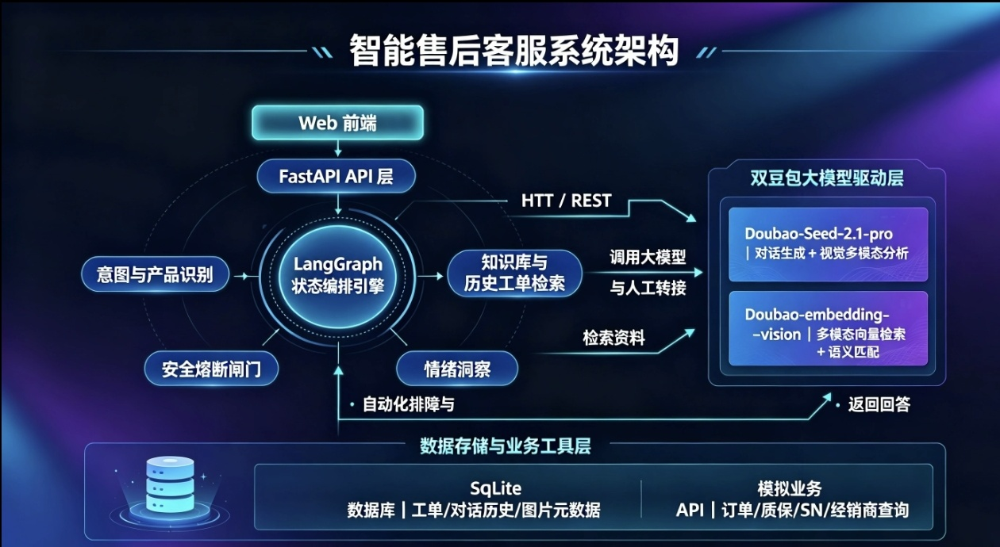 智能售后客服系统架构
Web 前端
FastAPI API 层
HTT / REST
双豆包大模型驱动层
Doubao-Seed-2.1-pro
| 对话生成 + 视觉多模态分析
LangGraph
状态编排引擎
意图与产品识别
知识库与
历史工单检索
调用大模型
与人工转接
Doubao-embedding-
-vision | 多模态向量检索
+ 语义匹配
检索资料
安全熔断闸门
情绪洞察
· 自动化排障与
· 返回回答
数据存储与业务工具层
SqLite
数据库 | 工单/对话历史/图片元数据
模拟业务
API | 订单/质保/SN/经销商查询